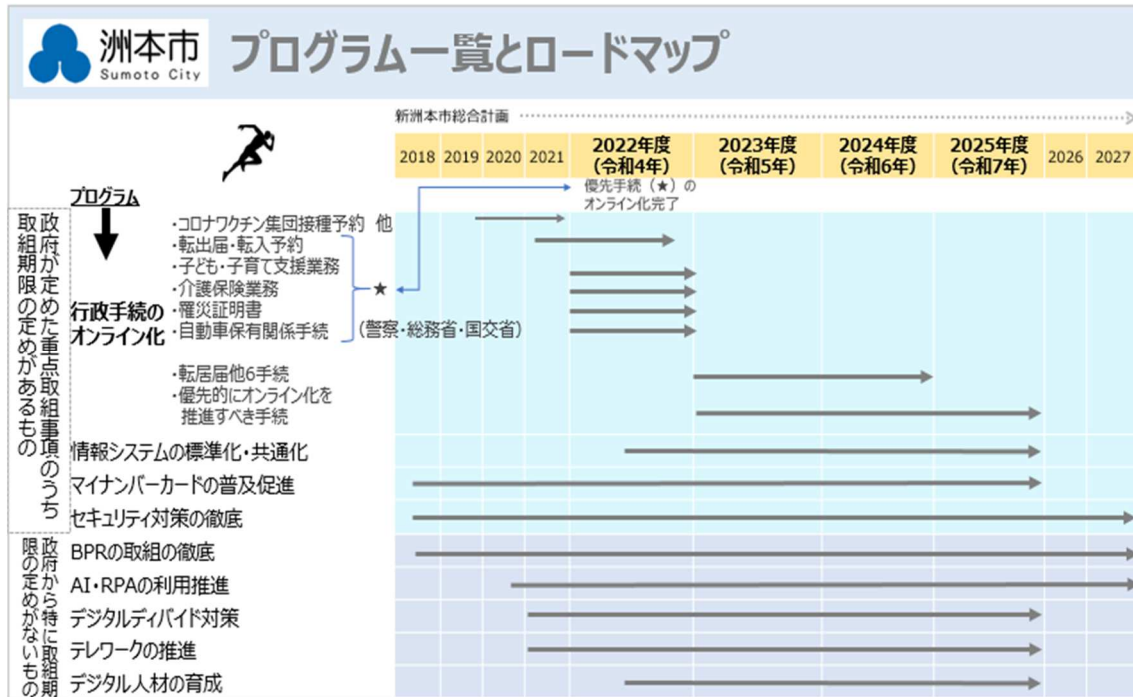 洲本市
Sumoto City
プログラム一覧とロードマップ
新洲本市総合計画
2018 2019 2020 2021 2022年度 2023年度 2024年度 2025年度 2026 2027
(令和4年) (令和5年) (令和6年) (令和7年)
優先手続（★）の
オンライン化完了
プログラム
政府が定めた重点取組事項のうち
取組期限の定めがあるもの
行政手続の
オンライン化
・コロナワクチン集団接種予約 他
・転出届・転入予約
・子ども・子育て支援業務
・介護保険業務
・罹災証明書
・自動車保有関係手続 （警察・総務省・国交省）
★
・転居届他6手続
・優先的にオンライン化を
推進すべき手続
情報システムの標準化・共通化
マイナンバーカードの普及促進
セキュリティ対策の徹底
政府から特に取組期
限の定めがないもの
BPRの取組の徹底
AI・RPAの利用推進
デジタルディバイド対策
テレワークの推進
デジタル人材の育成